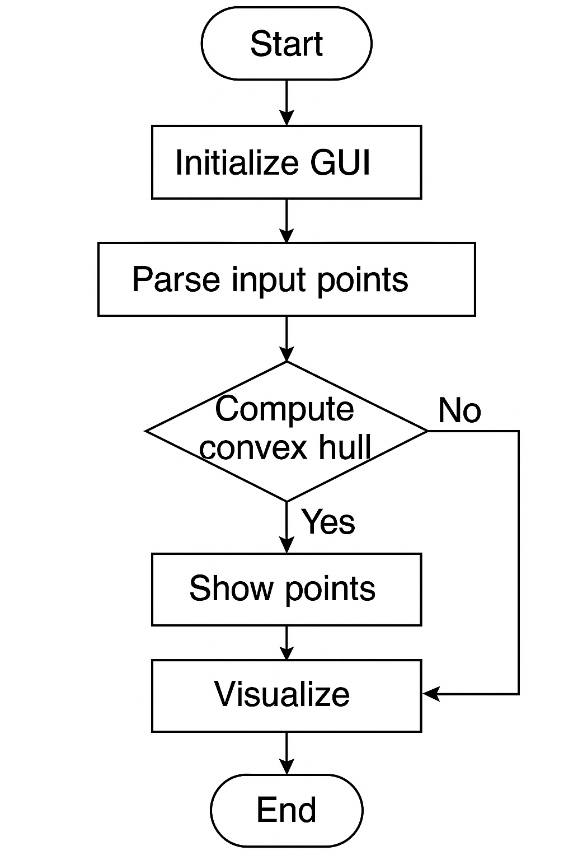 Start
Initialize GUI
Parse input points
Compute
convex hull
No
Yes
Show points
Visualize
End